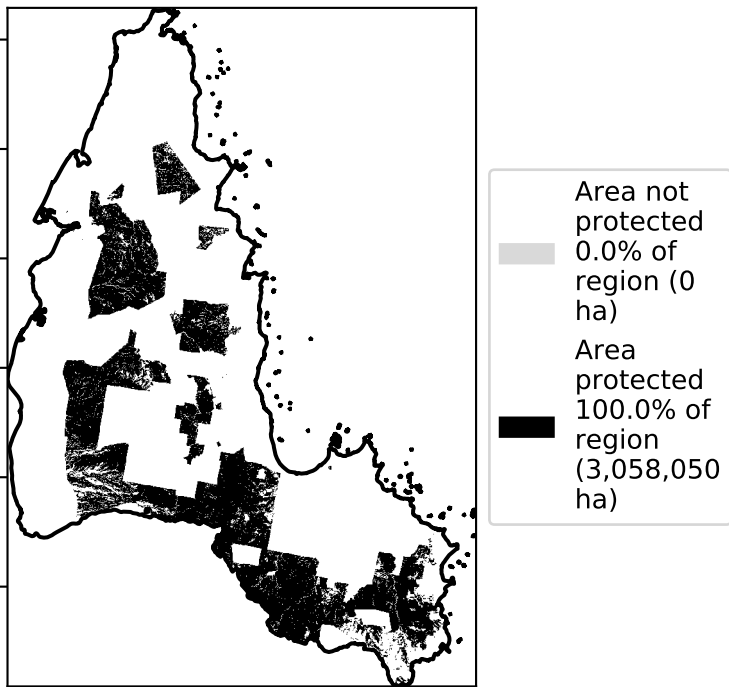 Area not
protected
0.0% of
region (0
ha)
Area
protected
100.0% of
region
(3,058,050
ha)